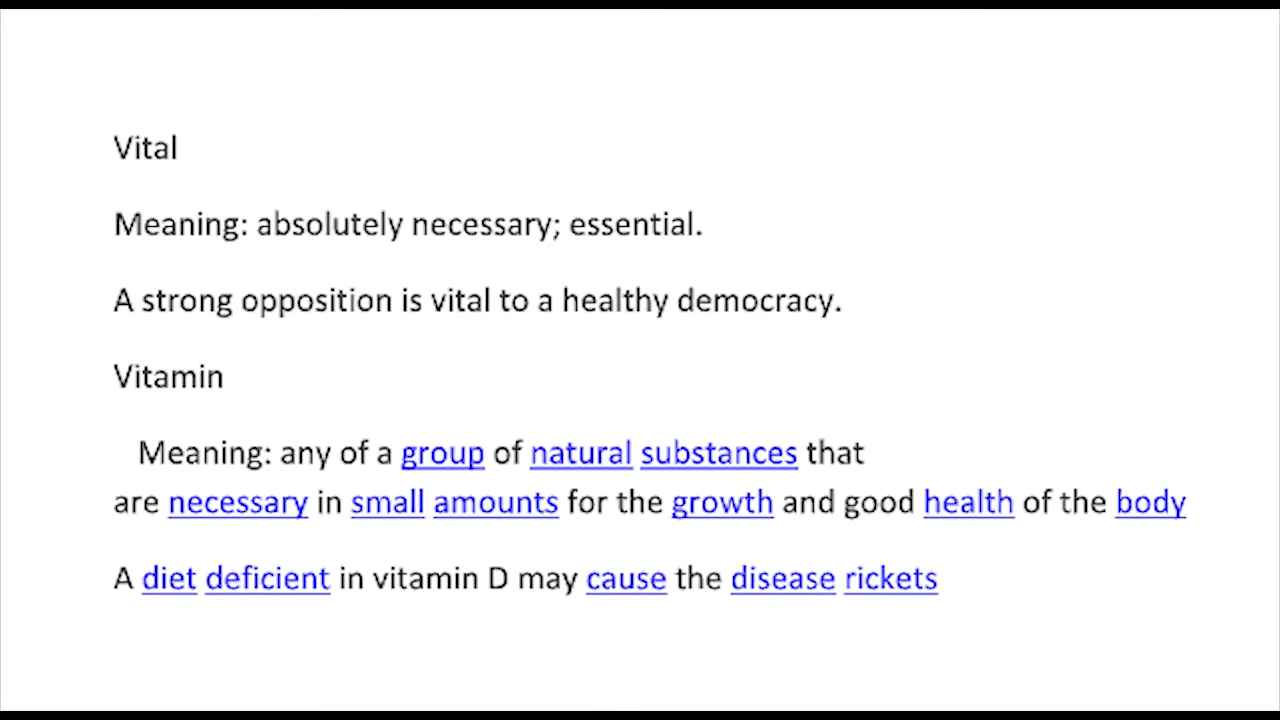 Vital
Meaning: absolutely necessary; essential.
A strong opposition is vital to a healthy democracy.
Vitamin
Meaning: any of a group of natural substances that
are necessary in small amounts for the growth and good health of the body
A diet deficient in vitamin D may cause the disease rickets